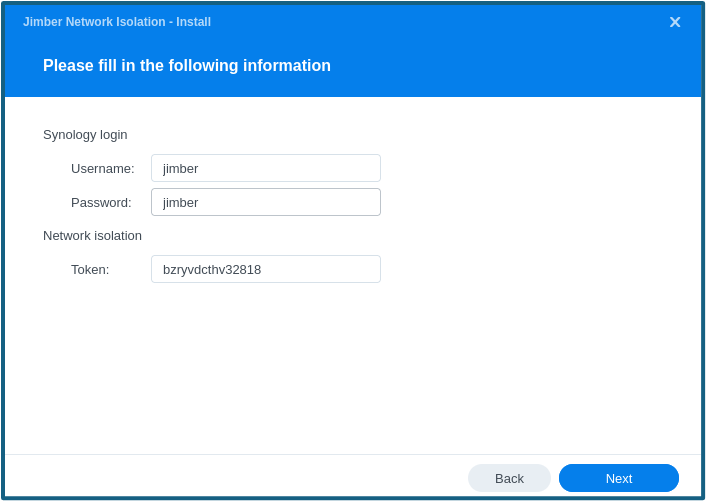 Jimber Network Isolation - Install
Please fill in the following information
Synology login
Username: jimber
Password: jimber
Network isolation
Token: bzryvdcthv32818
Back Next